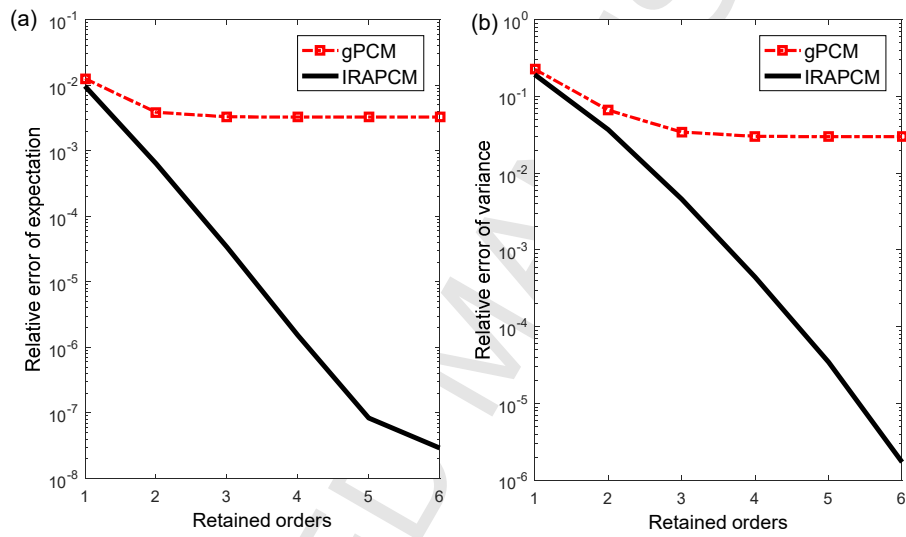 (a)
10^-1
10^-2
10^-3
10^-4
10^-5
10^-6
10^-7
10^-8
Relative error of expectation
gPCM
IRAPCM
1 2 3 4 5 6
Retained orders
(b)
10^0
10^-1
10^-2
10^-3
10^-4
10^-5
10^-6
Relative error of variance
gPCM
IRAPCM
1 2 3 4 5 6
Retained orders